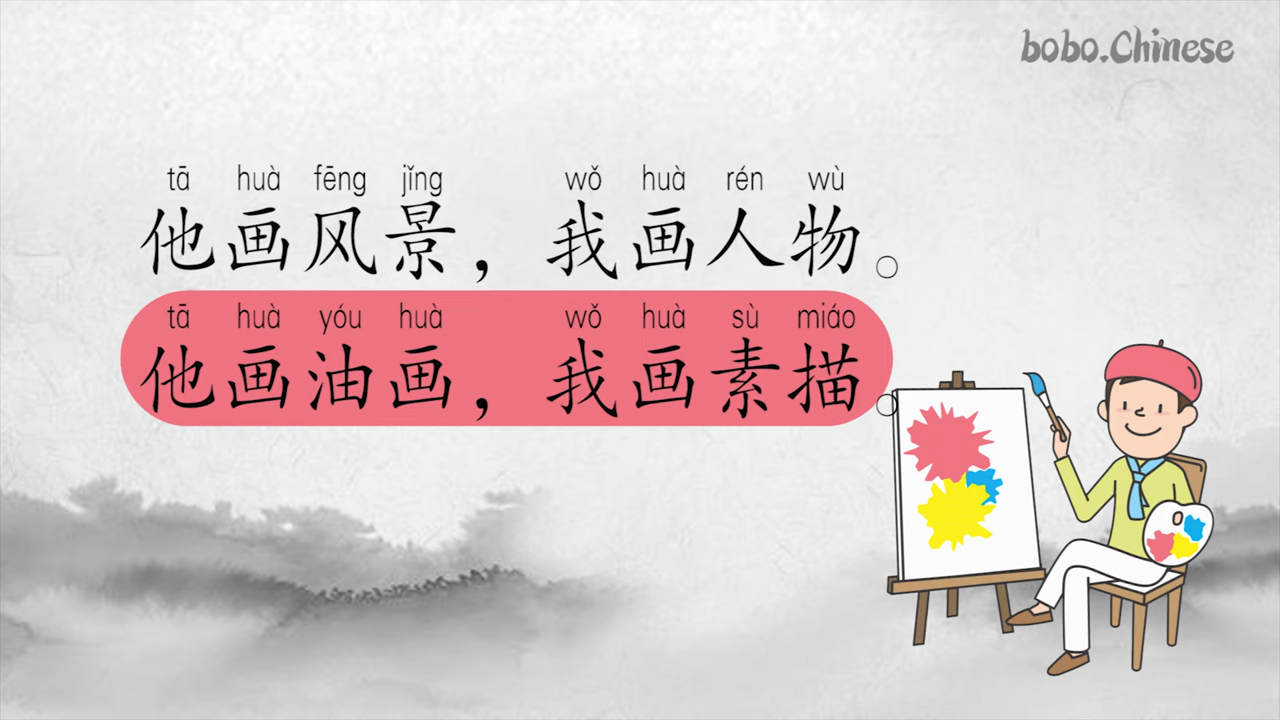 bobo.Chinese
tā huà fēng jǐng wǒ huà rén wù
他画风景，我画人物。
tā huà yóu huà wǒ huà sù miáo
他画油画，我画素描。